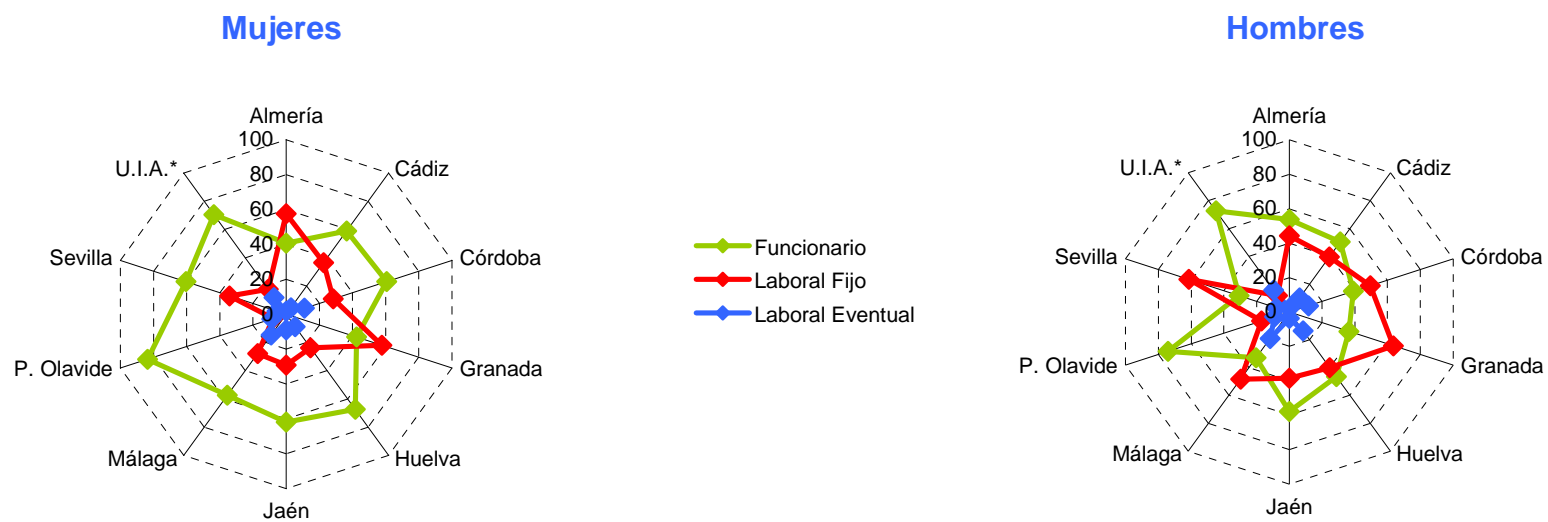 Mujeres
Almería
Cádiz
Córdoba
Granada
Huelva
Jaén
Málaga
P. Olavide
Sevilla
U.I.A.*
100
80
60
40
20
0
Funcionario
Laboral Fijo
Laboral Eventual
Hombres
Almería
Cádiz
Córdoba
Granada
Huelva
Jaén
Málaga
P. Olavide
Sevilla
U.I.A.*
100
80
60
40
20
0